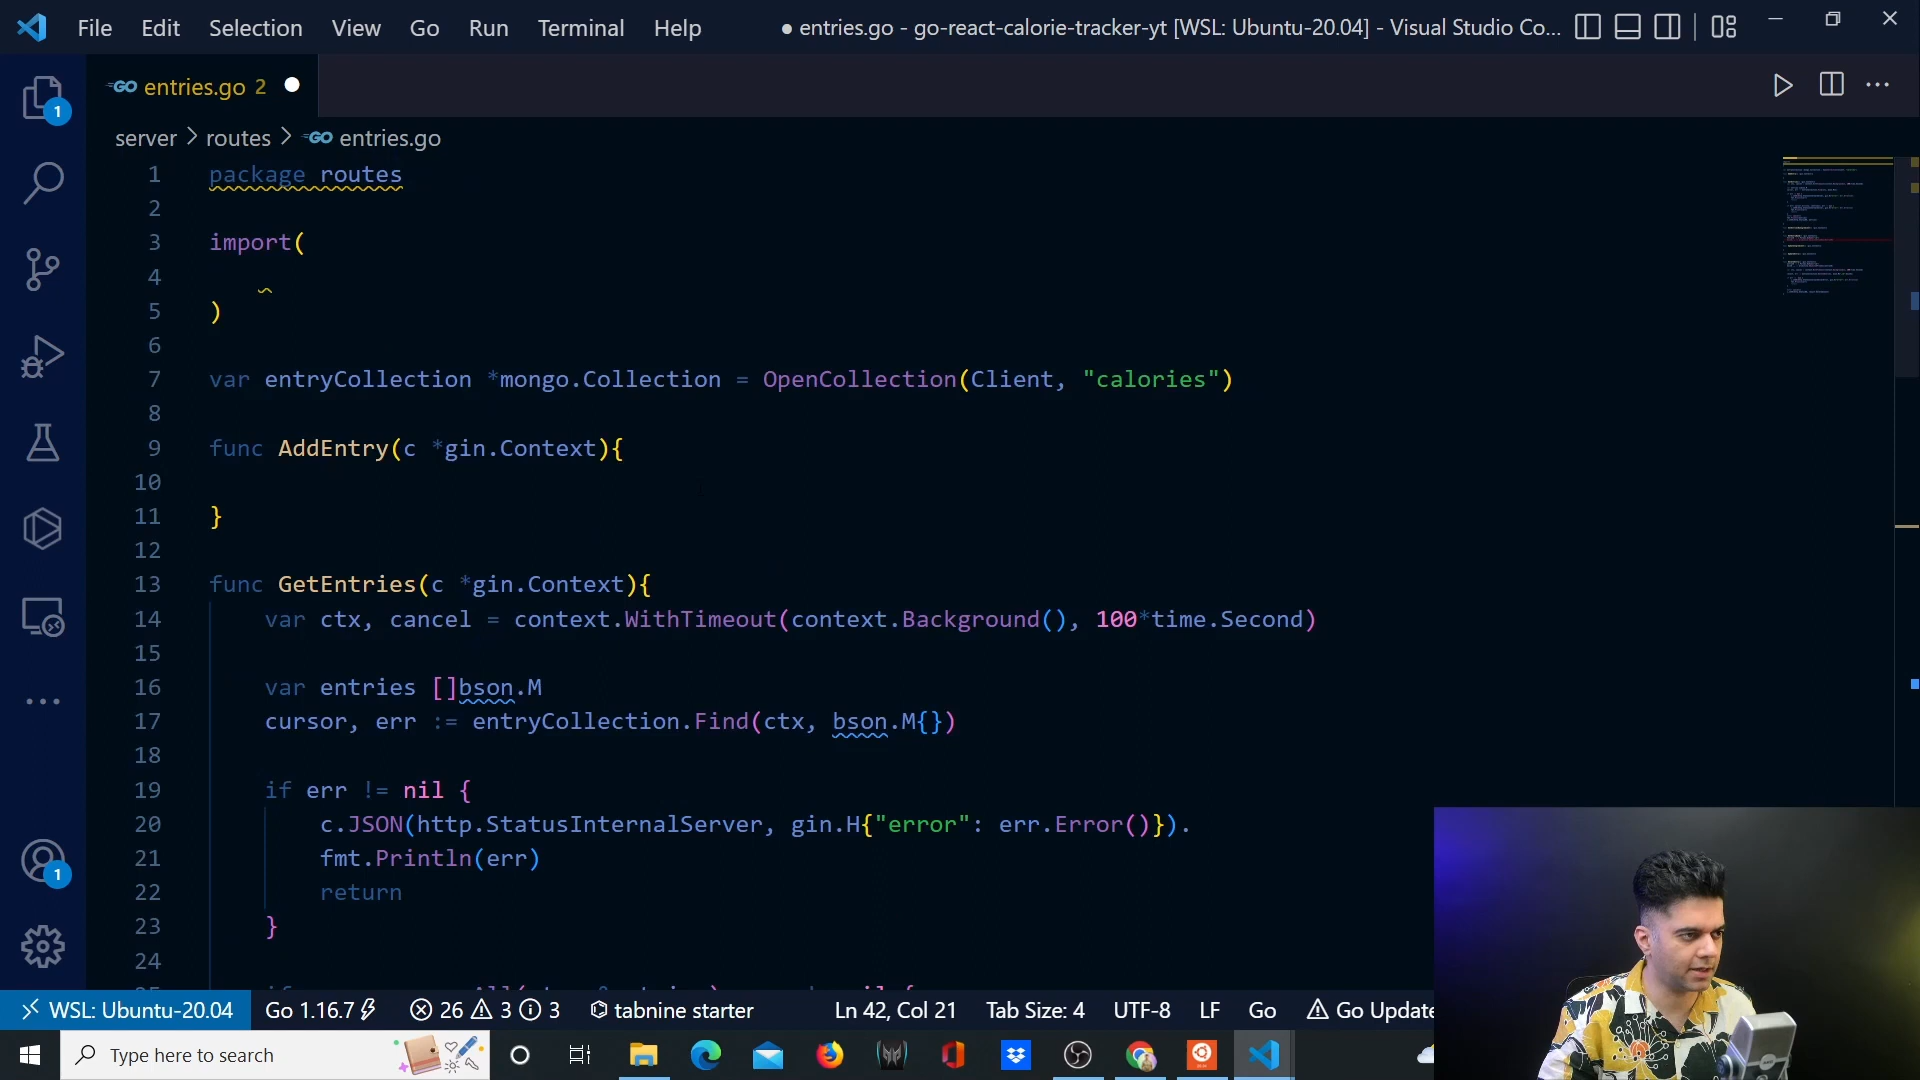 File Edit Selection View Go Run Terminal Help
● entries.go - go-react-calorie-tracker-yt [WSL: Ubuntu-20.04] - Visual Studio Co...
1
GO entries.go 2
server > routes > GO entries.go
1 package routes
2
3 import(
4
5 )
6
7 var entryCollection *mongo.Collection = OpenCollection(Client, "calories")
8
9 func AddEntry(c *gin.Context){
10
11 }
12
13 func GetEntries(c *gin.Context){
14 var ctx, cancel = context.WithTimeout(context.Background(), 100*time.Second)
15
16 var entries []bson.M
17 cursor, err := entryCollection.Find(ctx, bson.M{})
18
19 if err != nil {
20 c.JSON(http.StatusInternalServer, gin.H{"error": err.Error()}).
21 fmt.Println(err)
22 return
23 }
24
1
WSL: Ubuntu-20.04 Go 1.16.7 26 3 3 tabnine starter Ln 42, Col 21 Tab Size: 4 UTF-8 LF Go Go Update
Type here to search